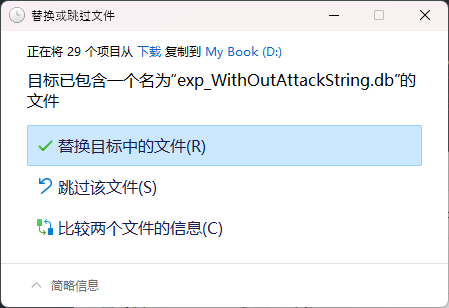 替换或跳过文件
正在将 29 个项目从 下载 复制到 My Book (D:)
目标已包含一个名为“exp_WithOutAttackString.db”的
文件
替换目标中的文件(R)
跳过该文件(S)
比较两个文件的信息(C)
简略信息